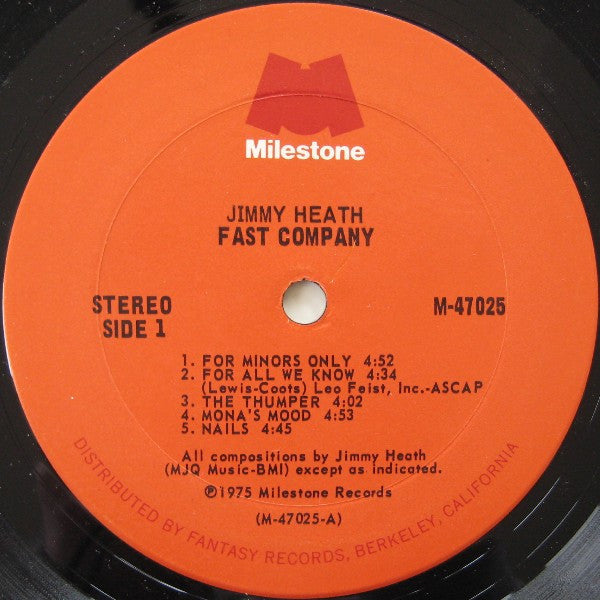 Milestone
JIMMY HEATH
FAST COMPANY
STEREO
SIDE 1
M-47025
1. FOR MINORS ONLY 4:52
2. FOR ALL WE KNOW 4:34
(Lewis-Coots) Leo Feist, Inc.-ASCAP
3. THE THUMPER 4:02
4. MONA'S MOOD 4:53
5. NAILS 4:45
All compositions by Jimmy Heath
(MJQ Music-BMI) except as indicated.
℗1975 Milestone Records
(M-47025-A)
DISTRIBUTED BY FANTASY RECORDS, BERKELEY, CALIFORNIA